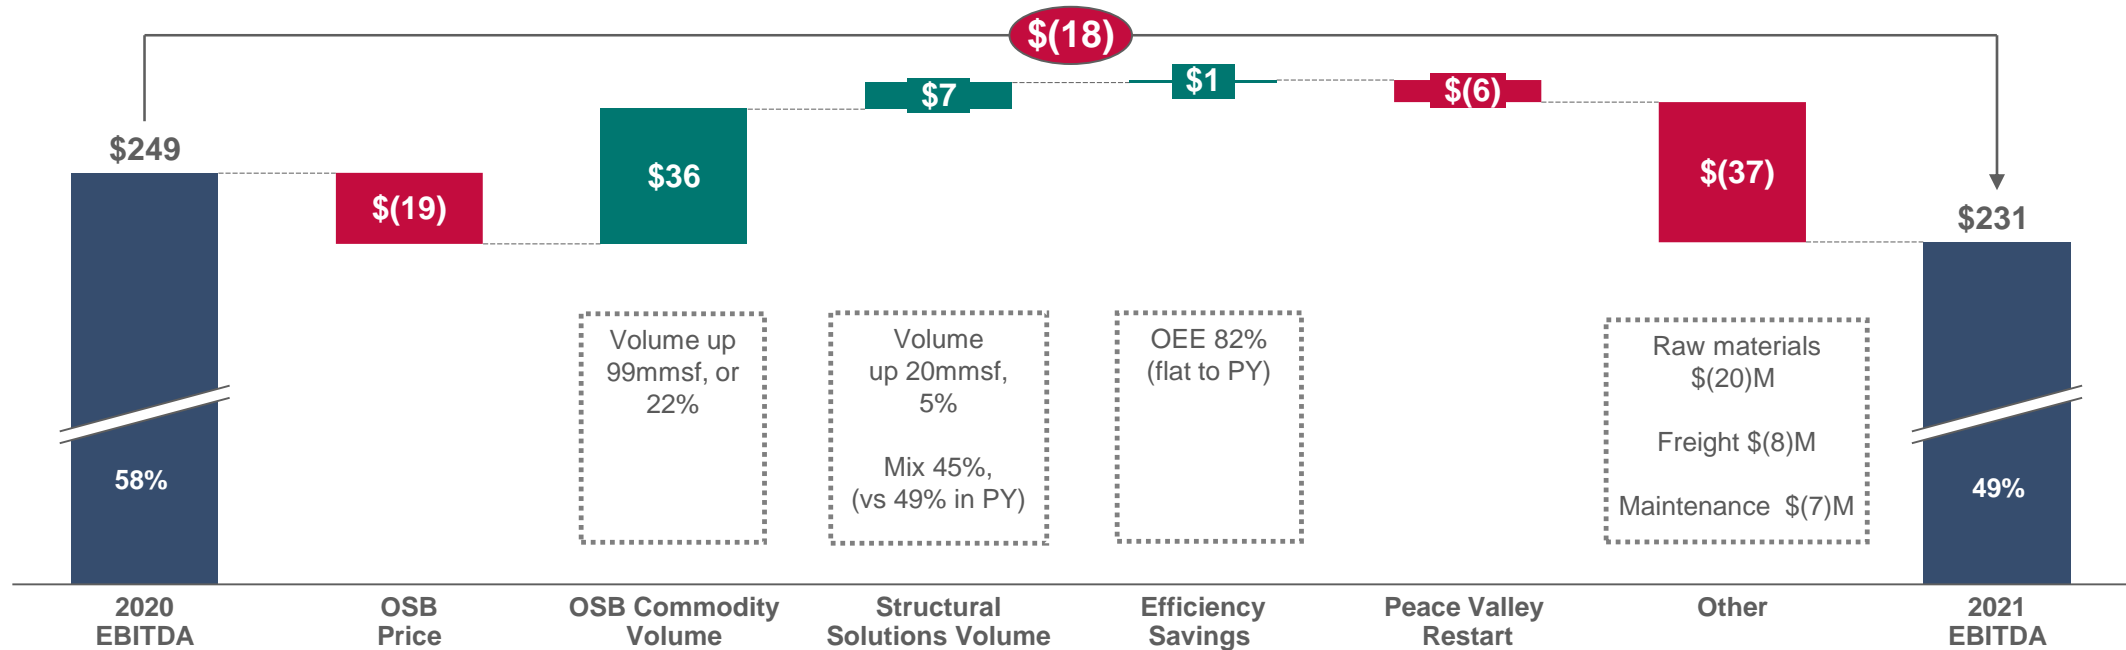 $(18)
$249
$(19)
$36
$7
$1
$(6)
$(37)
$231
58%
49%
Volume up
99mmsf, or
22%
Volume
up 20mmsf,
5%
Mix 45%,
(vs 49% in PY)
OEE 82%
(flat to PY)
Raw materials
$(20)M
Freight $(8)M
Maintenance $(7)M
2020
EBITDA
OSB
Price
OSB Commodity
Volume
Structural
Solutions Volume
Efficiency
Savings
Peace Valley
Restart
Other
2021
EBITDA